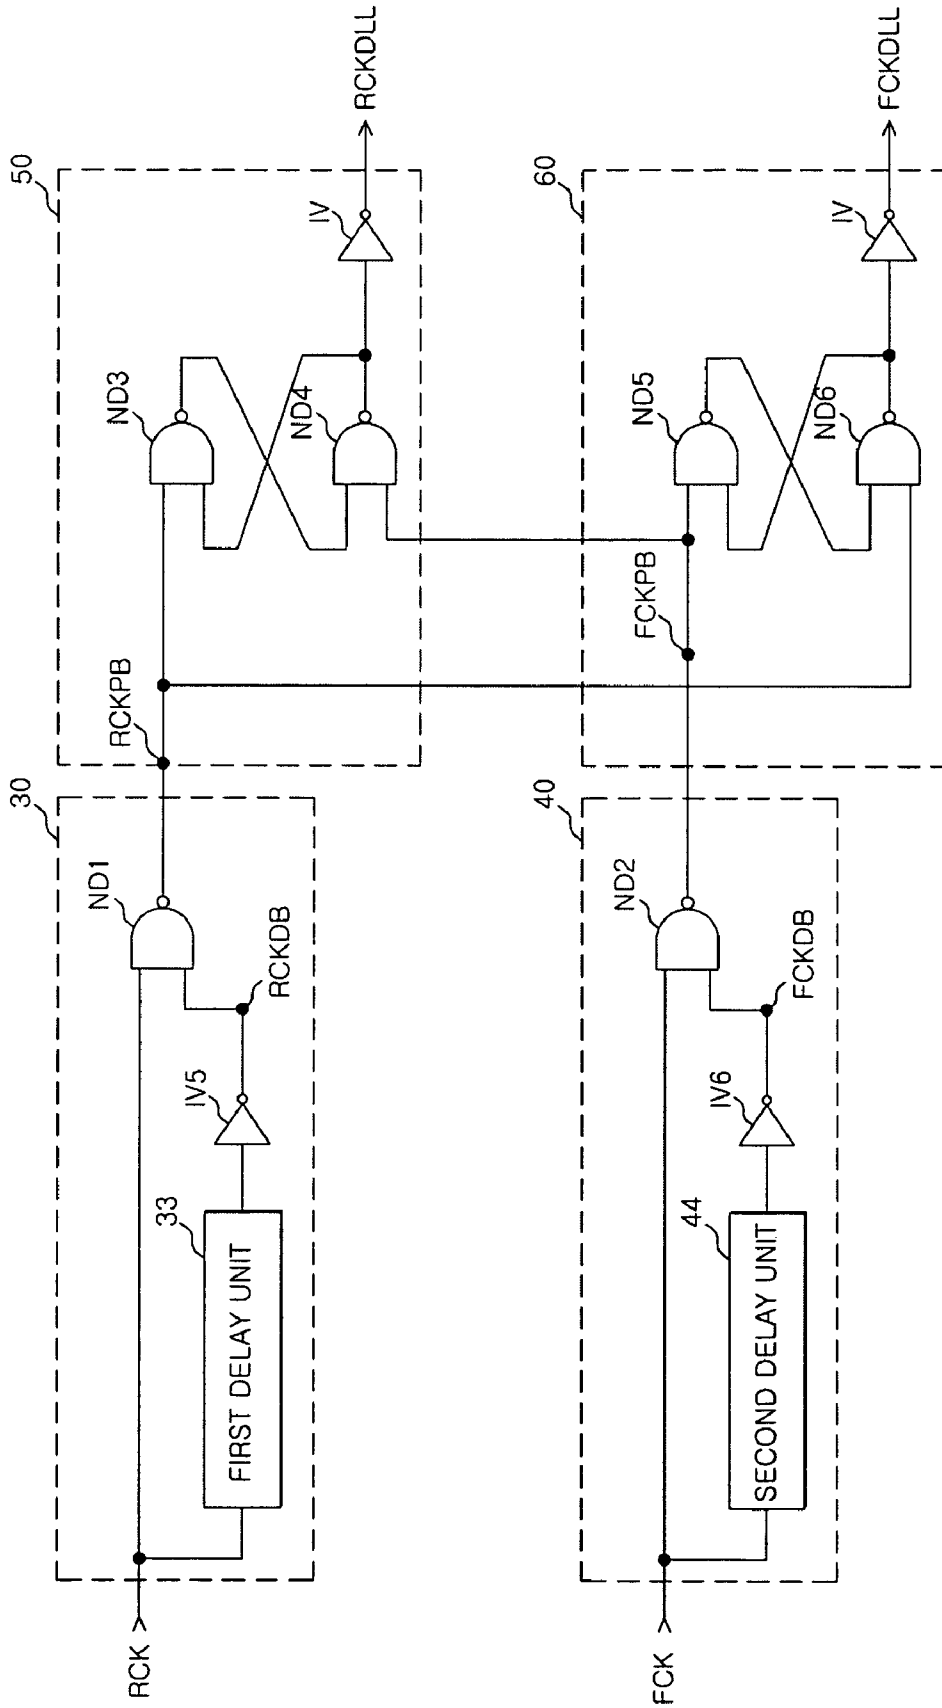 RCK
30
33
FIRST DELAY UNIT
IV5
RCKDB
ND1
RCKPB
50
ND3
ND4
IV
RCKDLL
FCK
40
44
SECOND DELAY UNIT
IV6
FCKDB
ND2
FCKPB
60
ND5
ND6
IV
FCKDLL